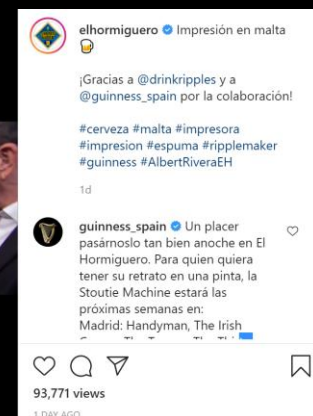 elhormiguero Impresión en malta
¡Gracias a @drinkripples y a
@guinness_spain por la colaboración!
#cerveza #malta #impresora
#impresion #espuma #ripplemaker
#guinness #AlbertRiveraEH
1d
guinness_spain Un placer
pasárnoslo tan bien anoche en El
Hormiguero. Para quien quiera
tener su retrato en una pinta, la
Stoutie Machine estará las
próximas semanas en:
Madrid: Handyman, The Irish
93,771 views
1 DAY AGO